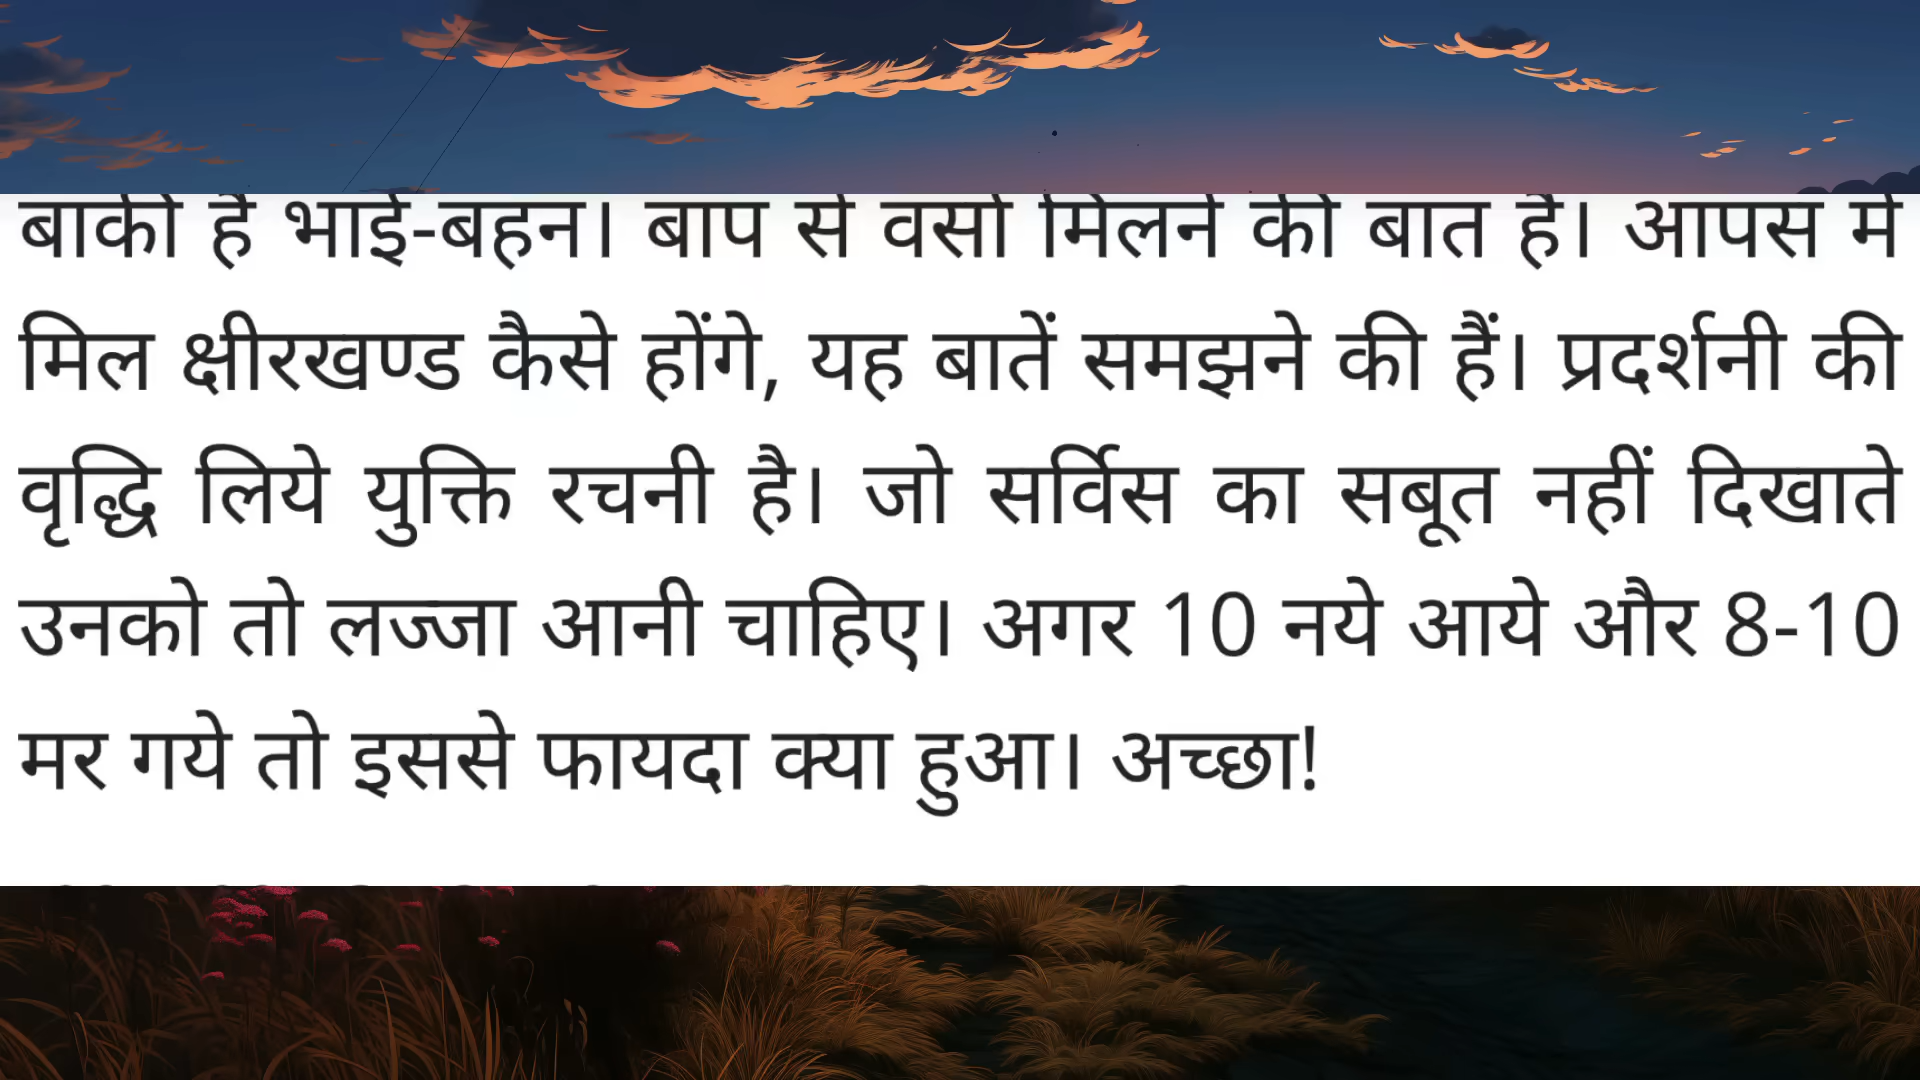 बाकी है भाई-बहन। बाप से वर्सा मिलने की बात है। आपस में
मिल क्षीरखण्ड कैसे होंगे, यह बातें समझने की हैं। प्रदर्शनी की
वृद्धि लिये युक्ति रचनी है। जो सर्विस का सबूत नहीं दिखाते
उनको तो लज्जा आनी चाहिए। अगर 10 नये आये और 8-10
मर गये तो इससे फायदा क्या हुआ। अच्छा!